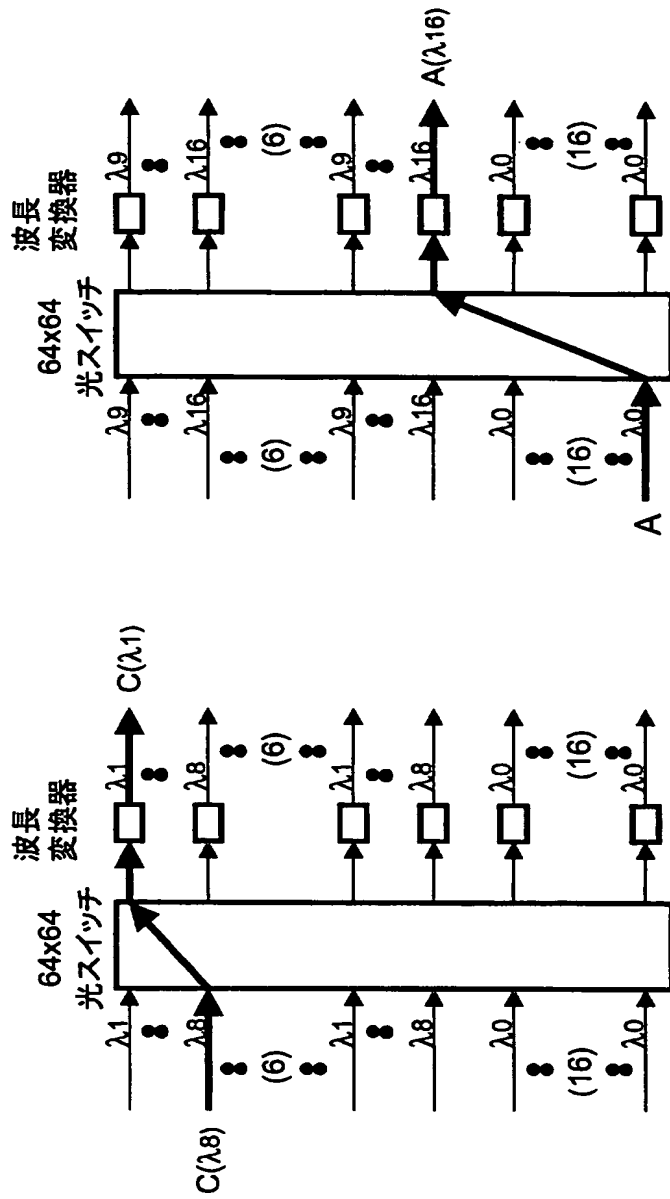 64x64
光スイッチ
波長
変換器
λ9
λ9
λ16
λ16
(6)
(6)
λ9
λ9
λ16
λ16
A(λ16)
λ0
λ0
(16)
(16)
λ0
λ0
A
64x64
光スイッチ
波長
変換器
λ1
λ1
C(λ1)
C(λ8)
λ8
λ8
(6)
(6)
λ1
λ1
λ8
λ8
λ0
λ0
(16)
(16)
λ0
λ0